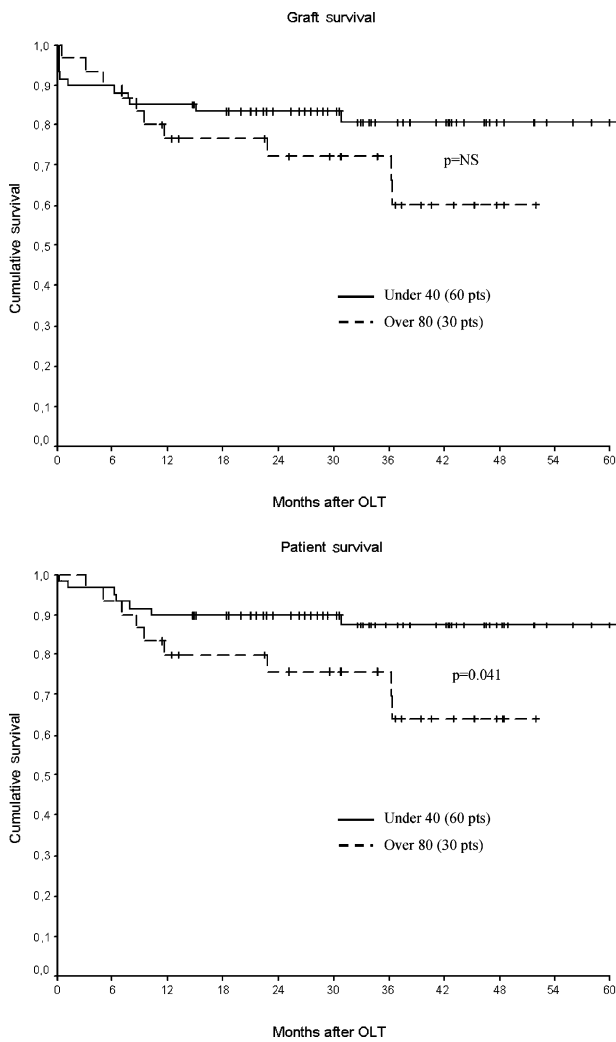 Graft survival
Cumulative survival
1,0
0,9
0,8
0,7
0,6
0,5
0,4
0,3
0,2
0,1
0,0
p=NS
Under 40 (60 pts)
Over 80 (30 pts)
0 6 12 18 24 30 36 42 48 54 60
Months after OLT
Patient survival
Cumulative survival
1,0
0,9
0,8
0,7
0,6
0,5
0,4
0,3
0,2
0,1
0,0
p=0.041
Under 40 (60 pts)
Over 80 (30 pts)
0 6 12 18 24 30 36 42 48 54 60
Months after OLT